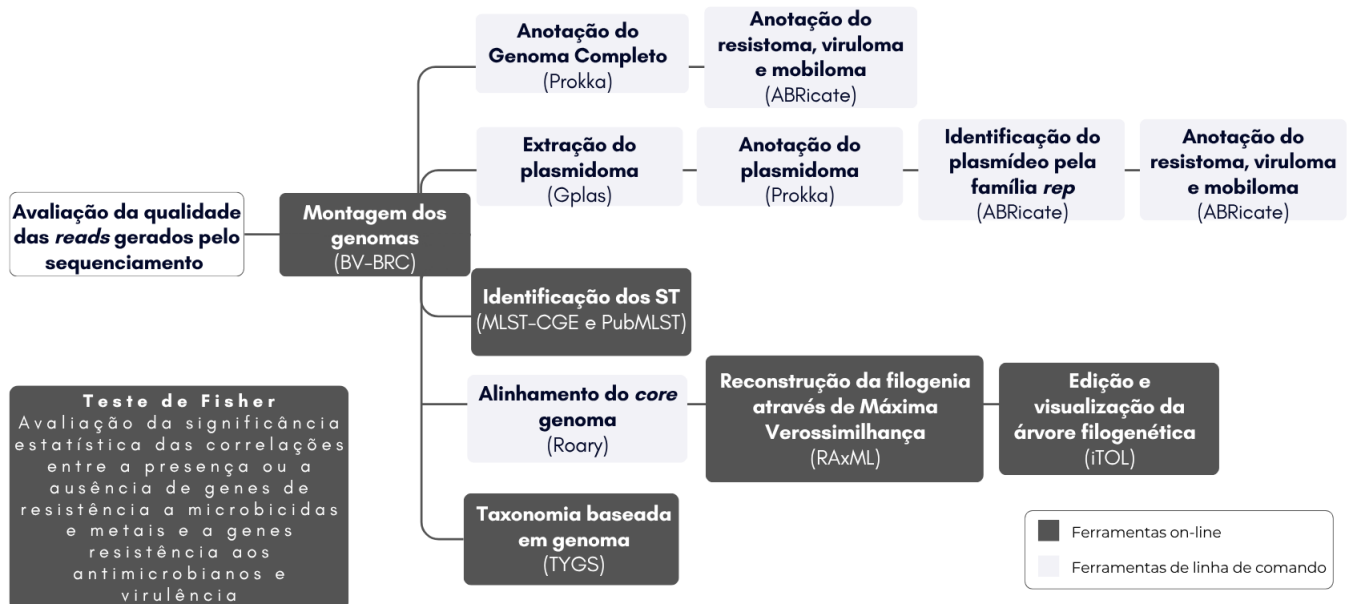 Anotação do
Genoma Completo
(Prokka)
Anotação do
resistoma, viruloma
e mobiloma
(ABRicate)
Extração do
plasmidoma
(Gplas)
Anotação do
plasmidoma
(Prokka)
Identificação do
plasmídeo pela
família rep
(ABRicate)
Anotação do
resistoma, viruloma
e mobiloma
(ABRicate)
Avaliação da qualidade
das reads gerados pelo
sequenciamento
Montagem dos
genomas
(BV-BRC)
Identificação dos ST
(MLST-CGE e PubMLST)
Alinhamento do core
genoma
(Roary)
Reconstrução da filogenia
através de Máxima
Verossimilhança
(RAxML)
Edição e
visualização da
árvore filogenética
(iTOL)
Taxonomia baseada
em genoma
(TYGS)
Teste de Fisher
Avaliação da significância
estatística das correlações
entre a presença ou a
ausência de genes de
resistência a microbicidas
e metais e a genes
resistência aos
antimicrobianos e
virulência
Ferramentas on-line
Ferramentas de linha de comando